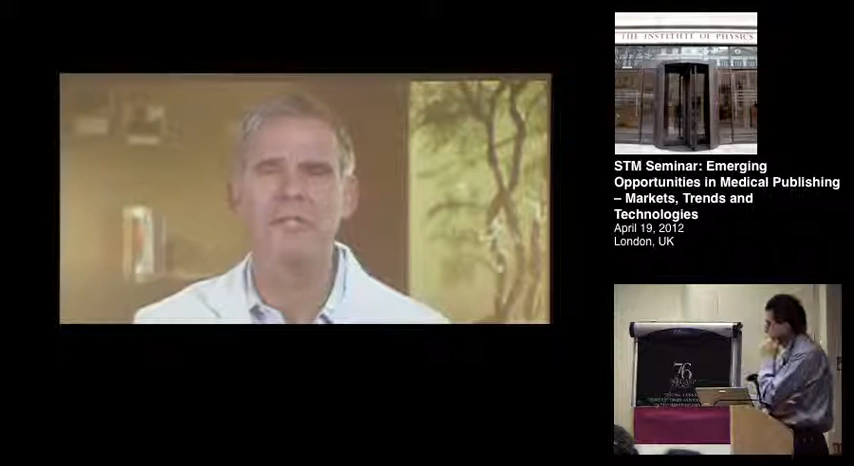 THE INSTITUTE OF PHYSICS
STM Seminar: Emerging
Opportunities in Medical Publishing
– Markets, Trends and
Technologies
April 19, 2012
London, UK
76